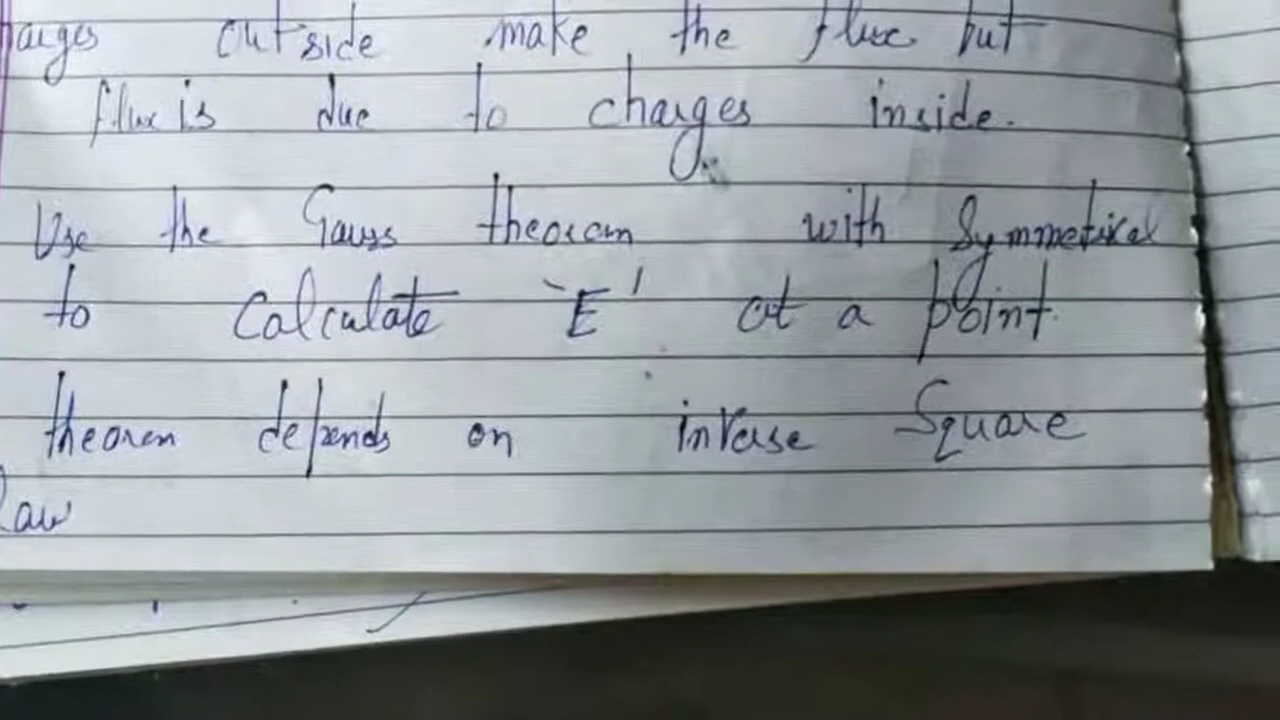 harges outside make the flux but
flux is due to charges inside.
Use the Gauss theorem with Symmetrical
to Calculate 'E' at a point.
theorem depends on inverse Square
Law